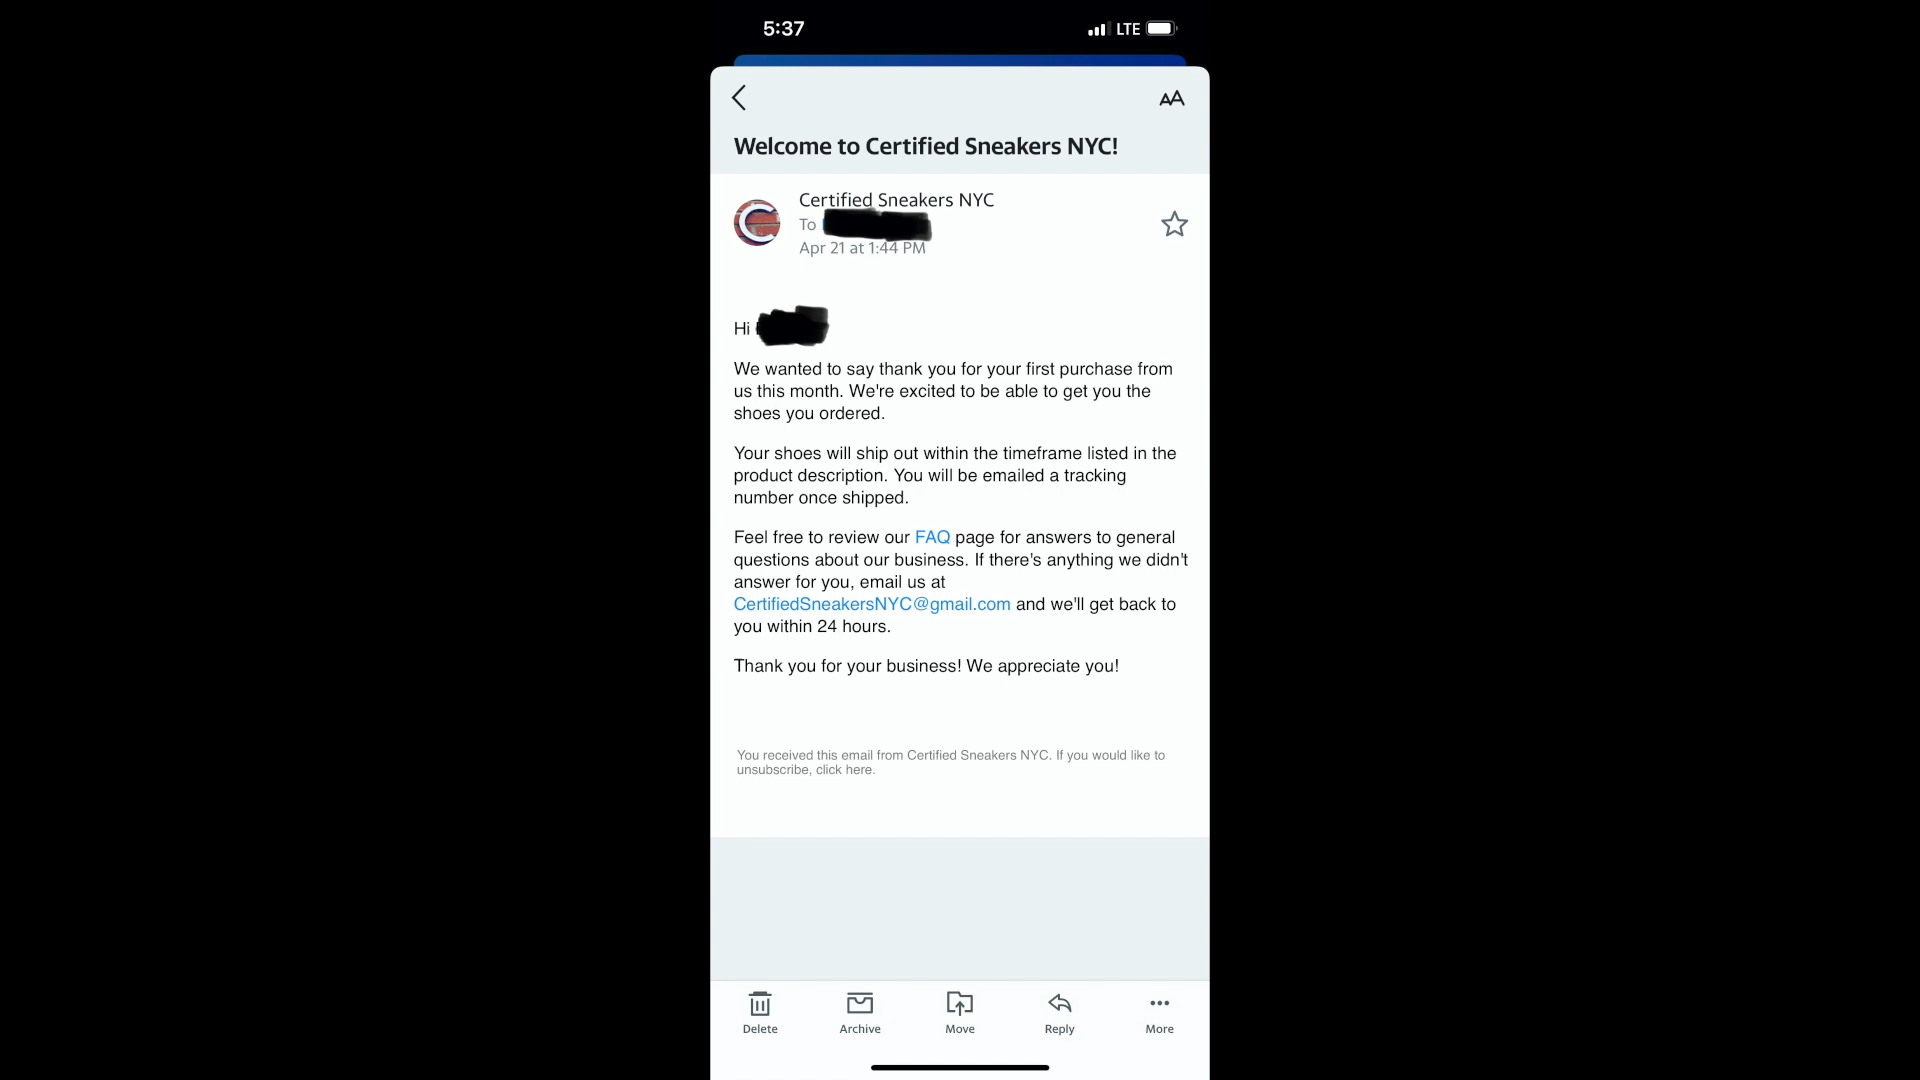 5:37
LTE
AA
Welcome to Certified Sneakers NYC!
Certified Sneakers NYC
To
Apr 21 at 1:44 PM
Hi
We wanted to say thank you for your first purchase from
us this month. We're excited to be able to get you the
shoes you ordered.
Your shoes will ship out within the timeframe listed in the
product description. You will be emailed a tracking
number once shipped.
Feel free to review our FAQ page for answers to general
questions about our business. If there's anything we didn't
answer for you, email us at
CertifiedSneakersNYC@gmail.com and we'll get back to
you within 24 hours.
Thank you for your business! We appreciate you!
You received this email from Certified Sneakers NYC. If you would like to
unsubscribe, click here.
Delete
Archive
Move
Reply
More